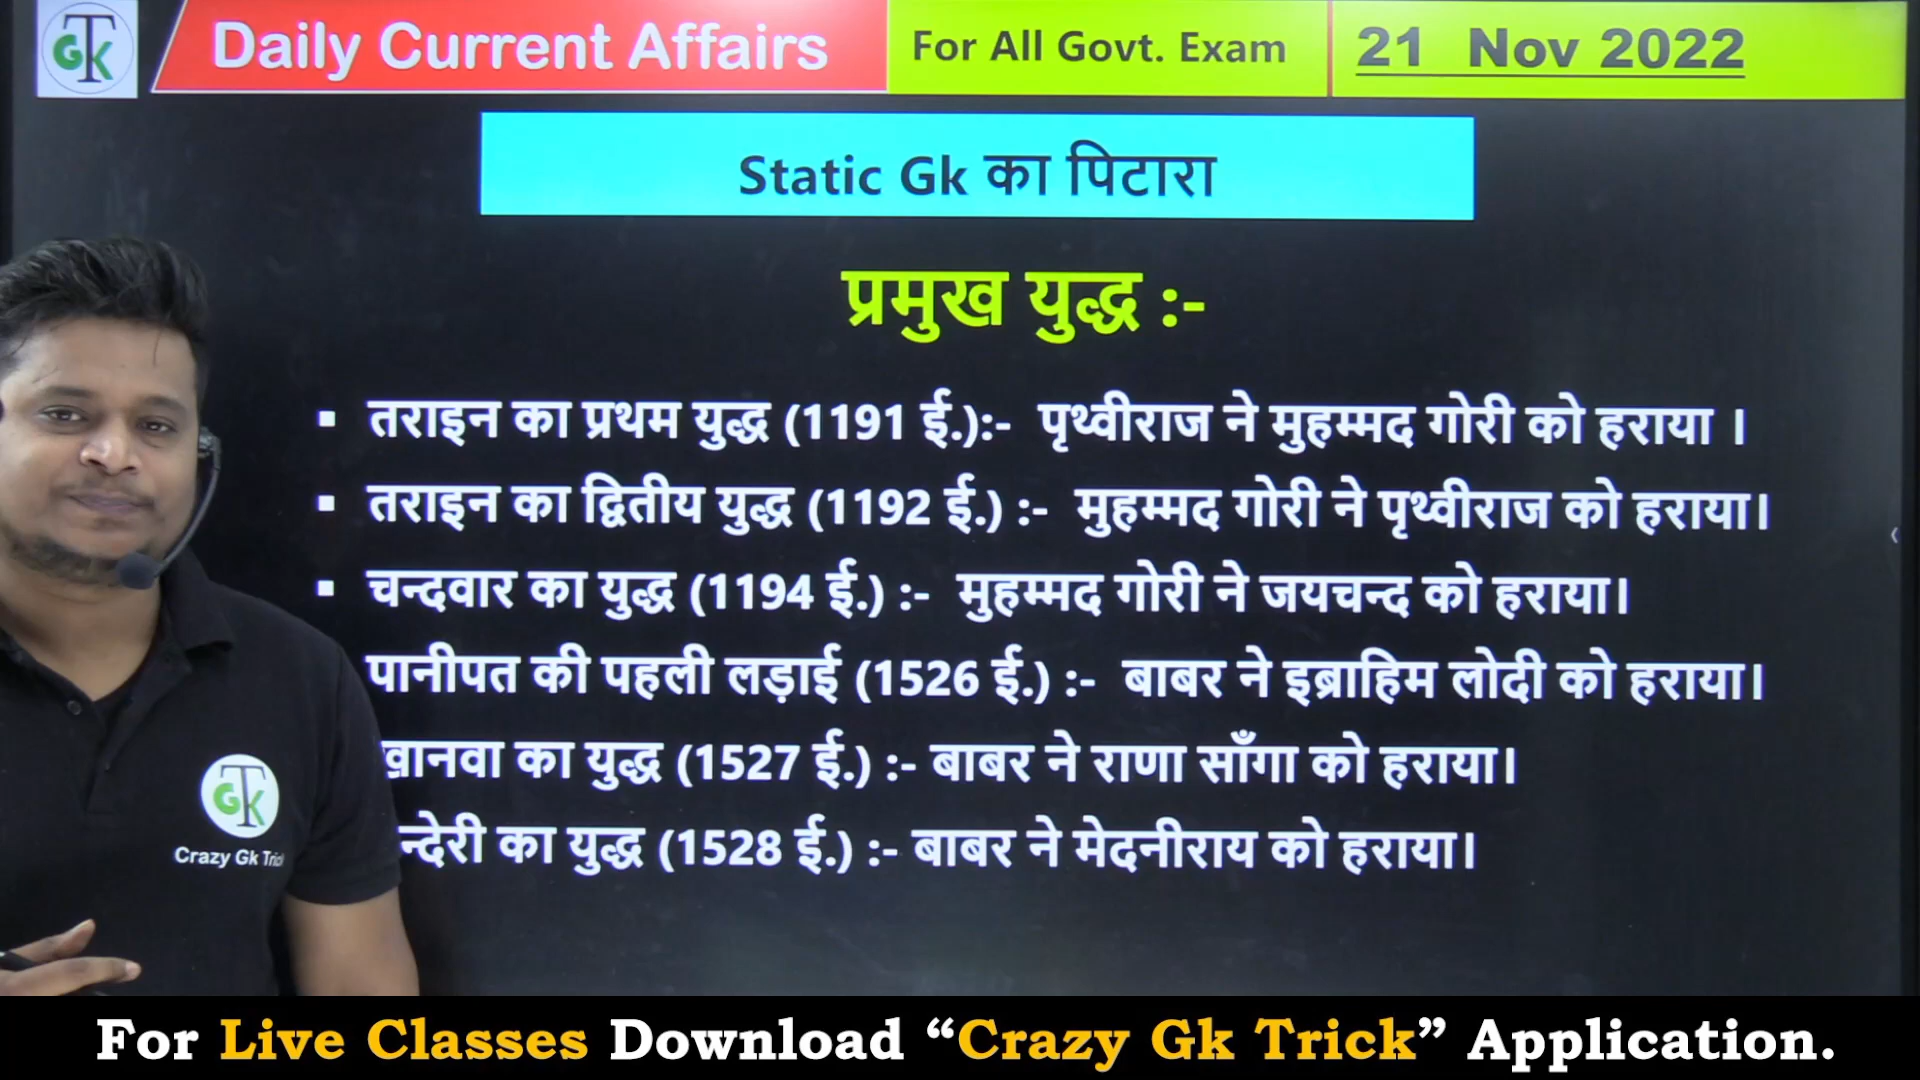 TGK
Daily Current Affairs
For All Govt. Exam
21 Nov 2022
Static Gk का पिटारा
प्रमुख युद्ध :-
▪ तराइन का प्रथम युद्ध (1191 ई.):- पृथ्वीराज ने मुहम्मद गोरी को हराया ।
▪ तराइन का द्वितीय युद्ध (1192 ई.) :- मुहम्मद गोरी ने पृथ्वीराज को हराया।
▪ चन्दवार का युद्ध (1194 ई.) :- मुहम्मद गोरी ने जयचन्द को हराया।
पानीपत की पहली लड़ाई (1526 ई.) :- बाबर ने इब्राहिम लोदी को हराया।
खानवा का युद्ध (1527 ई.) :- बाबर ने राणा साँगा को हराया।
न्देरी का युद्ध (1528 ई.) :- बाबर ने मेदनीराय को हराया।
TGK
Crazy Gk Trick
For Live Classes Download “Crazy Gk Trick” Application.